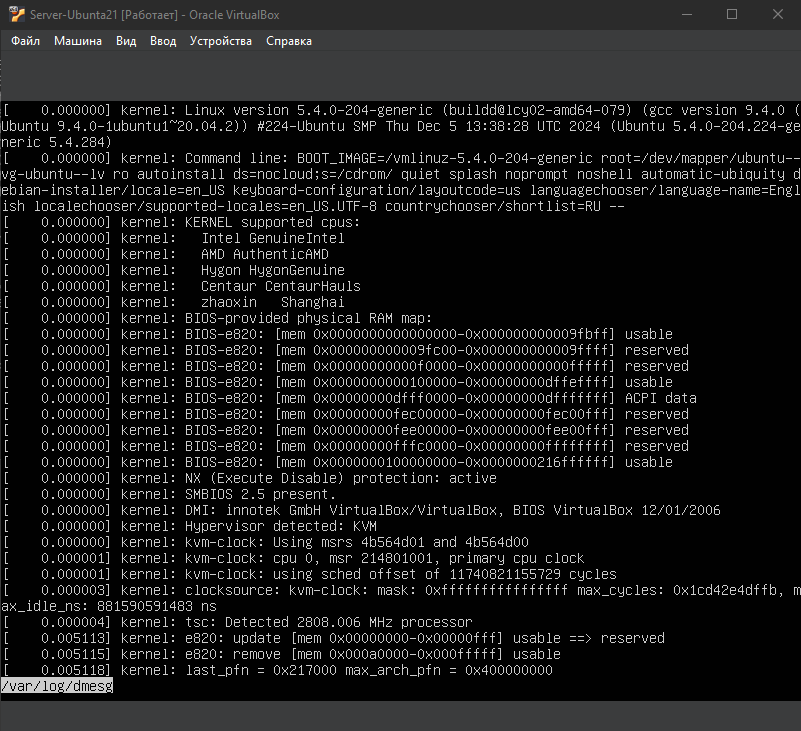 Server-Ubunta21 [Работает] - Oracle VirtualBox
Файл Машина Вид Ввод Устройства Справка
[    0.000000] kernel: Linux version 5.4.0-204-generic (buildd@lcy02-amd64-079) (gcc version 9.4.0 (
Ubuntu 9.4.0-1ubuntu1~20.04.2)) #224-Ubuntu SMP Thu Dec 5 13:38:28 UTC 2024 (Ubuntu 5.4.0-204.224-ge
neric 5.4.284)
[    0.000000] kernel: Command line: BOOT_IMAGE=/vmlinuz-5.4.0-204-generic root=/dev/mapper/ubuntu--
vg-ubuntu--lv ro autoinstall ds=nocloud;s=/cdrom/ quiet splash noprompt noshell automatic-ubiquity d
ebian-installer/locale=en_US keyboard-configuration/layoutcode=us languagechooser/language-name=Engl
ish localechooser/supported-locales=en_US.UTF-8 countrychooser/shortlist=RU --
[    0.000000] kernel: KERNEL supported cpus:
[    0.000000] kernel:   Intel GenuineIntel
[    0.000000] kernel:   AMD AuthenticAMD
[    0.000000] kernel:   Hygon HygonGenuine
[    0.000000] kernel:   Centaur CentaurHauls
[    0.000000] kernel:   zhaoxin   Shanghai
[    0.000000] kernel: BIOS-provided physical RAM map:
[    0.000000] kernel: BIOS-e820: [mem 0x0000000000000000-0x000000000009fbff] usable
[    0.000000] kernel: BIOS-e820: [mem 0x000000000009fc00-0x000000000009ffff] reserved
[    0.000000] kernel: BIOS-e820: [mem 0x00000000000f0000-0x00000000000fffff] reserved
[    0.000000] kernel: BIOS-e820: [mem 0x0000000000100000-0x00000000dffeffff] usable
[    0.000000] kernel: BIOS-e820: [mem 0x00000000dfff0000-0x00000000dfffffff] ACPI data
[    0.000000] kernel: BIOS-e820: [mem 0x00000000fec00000-0x00000000fec00fff] reserved
[    0.000000] kernel: BIOS-e820: [mem 0x00000000fee00000-0x00000000fee00fff] reserved
[    0.000000] kernel: BIOS-e820: [mem 0x00000000fffc0000-0x00000000ffffffff] reserved
[    0.000000] kernel: BIOS-e820: [mem 0x0000000100000000-0x0000000216ffffff] usable
[    0.000000] kernel: NX (Execute Disable) protection: active
[    0.000000] kernel: SMBIOS 2.5 present.
[    0.000000] kernel: DMI: innotek GmbH VirtualBox/VirtualBox, BIOS VirtualBox 12/01/2006
[    0.000000] kernel: Hypervisor detected: KVM
[    0.000000] kernel: kvm-clock: Using msrs 4b564d01 and 4b564d00
[    0.000001] kernel: kvm-clock: cpu 0, msr 214801001, primary cpu clock
[    0.000001] kernel: kvm-clock: using sched offset of 11740821155729 cycles
[    0.000003] kernel: clocksource: kvm-clock: mask: 0xffffffffffffffff max_cycles: 0x1cd42e4dffb, m
ax_idle_ns: 881590591483 ns
[    0.000004] kernel: tsc: Detected 2808.006 MHz processor
[    0.005113] kernel: e820: update [mem 0x00000000-0x00000fff] usable ==> reserved
[    0.005115] kernel: e820: remove [mem 0x000a0000-0x000fffff] usable
[    0.005118] kernel: last_pfn = 0x217000 max_arch_pfn = 0x400000000
/var/log/dmesg